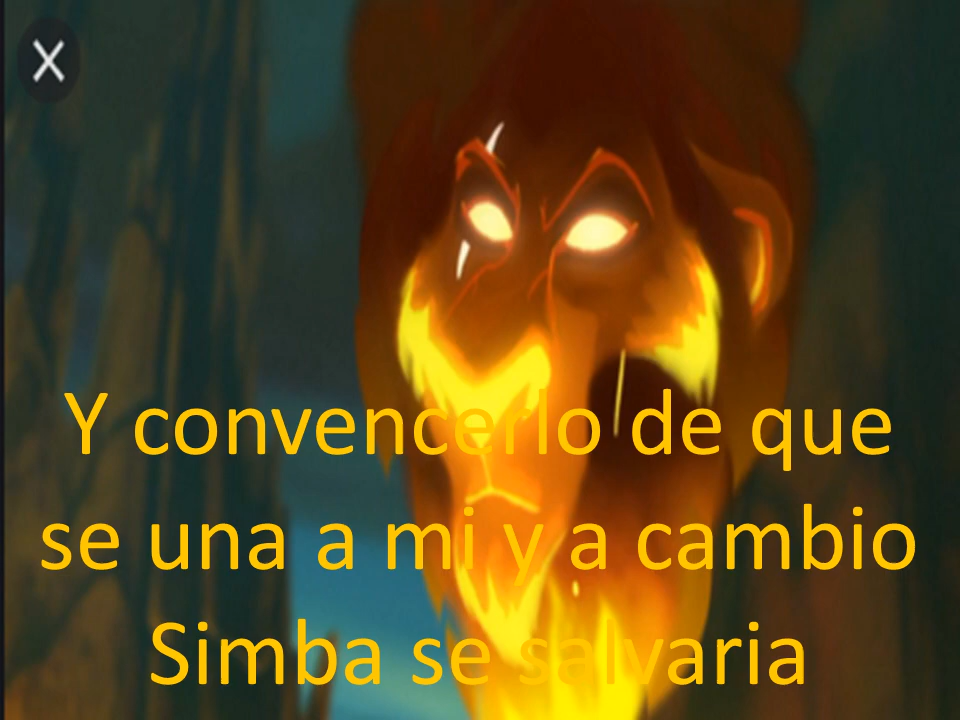 X
Y convencerlo de que
se una a mi y a cambio
Simba se salvaria